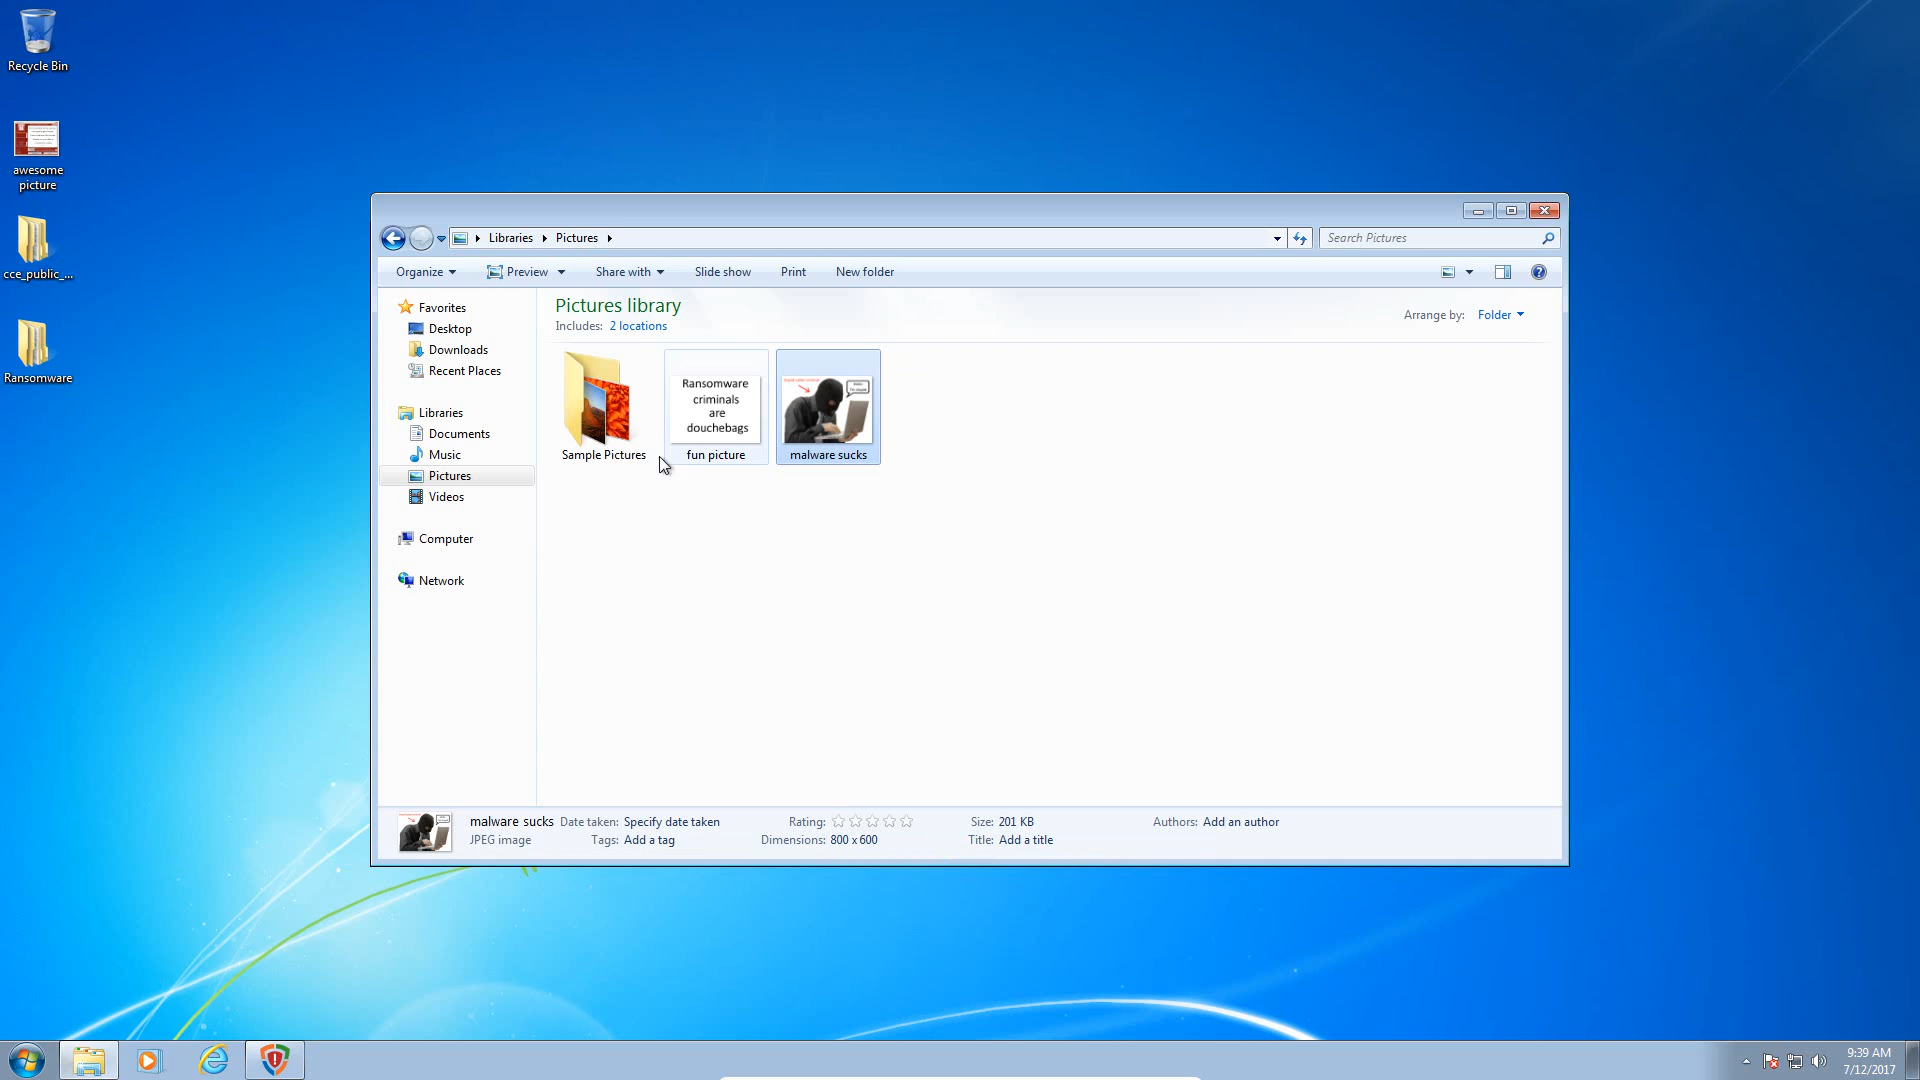 Recycle Bin
awesome
picture
cce_public_...
Ransomware
Libraries
Pictures
Search Pictures
Organize
Preview
Share with
Slide show
Print
New folder
Favorites
Desktop
Downloads
Recent Places
Libraries
Documents
Music
Pictures
Videos
Computer
Network
Pictures library
Includes: 2 locations
Arrange by: Folder
Ransomware
criminals
are
douchebags
Sample Pictures
fun picture
malware sucks
malware sucks Date taken: Specify date taken Rating: Size: 201 KB Authors: Add an author
JPEG image Tags: Add a tag Dimensions: 800 x 600 Title: Add a title
9:39 AM
7/12/2017